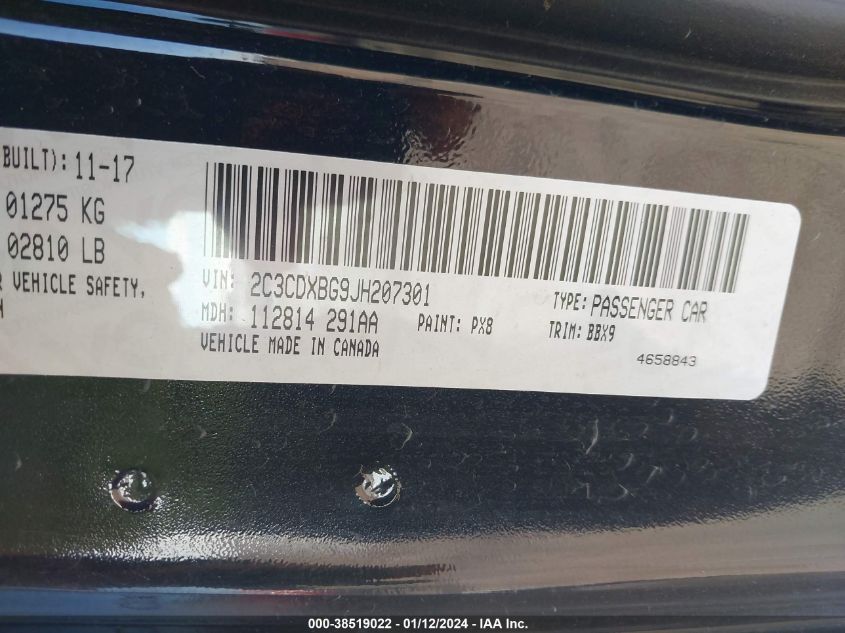 BUILT): 11-17
01275 KG
02810 LB
VEHICLE SAFETY,
VIN: 2C3CDXBG9JH207301
TYPE: PASSENGER CAR
MDH: 112814 291AA
PAINT: PX8
TRIM: BBX9
VEHICLE MADE IN CANADA
4658843
000-38519022 - 01/12/2024 - IAA Inc.